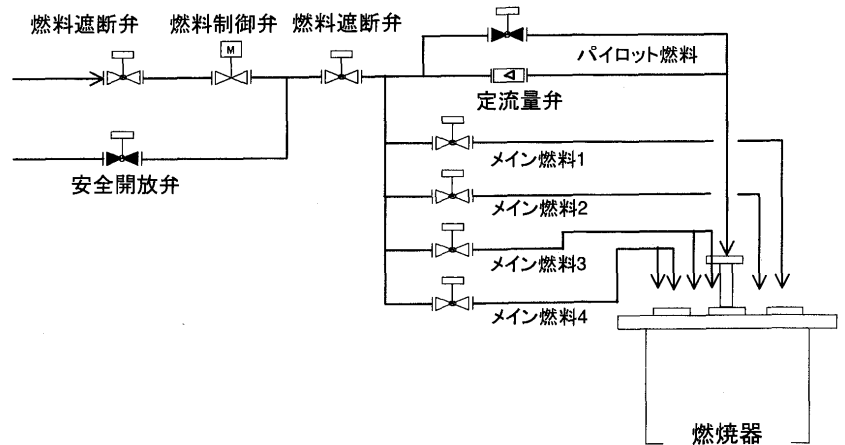 燃料遮断弁
燃料制御弁
燃料遮断弁
M
パイロット燃料
定流量弁
メイン燃料1
安全開放弁
メイン燃料2
メイン燃料3
メイン燃料4
燃焼器